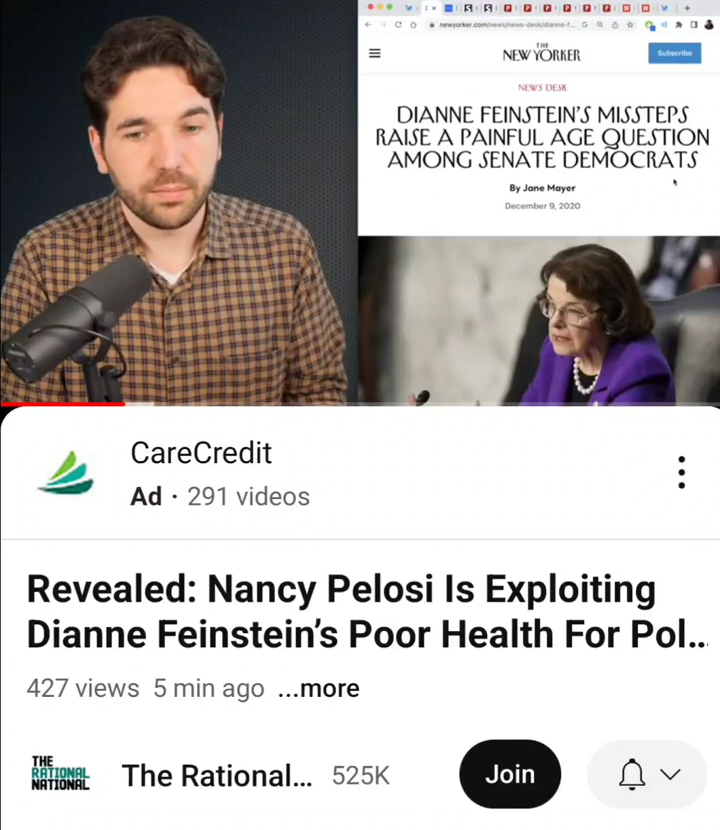 newyorker.com/news/news-desk/dianne-f...
THE
NEW YORKER
Subscribe
NEWS DESK
DIANNE FEINSTEIN'S MISSTEPS
RAISE A PAINFUL AGE QUESTION
AMONG SENATE DEMOCRATS
By Jane Mayer
December 9, 2020
CareCredit
Ad · 291 videos
Revealed: Nancy Pelosi Is Exploiting
Dianne Feinstein's Poor Health For Pol...
427 views 5 min ago ...more
THE
RATIONAL
NATIONAL
The Rational... 525K
Join